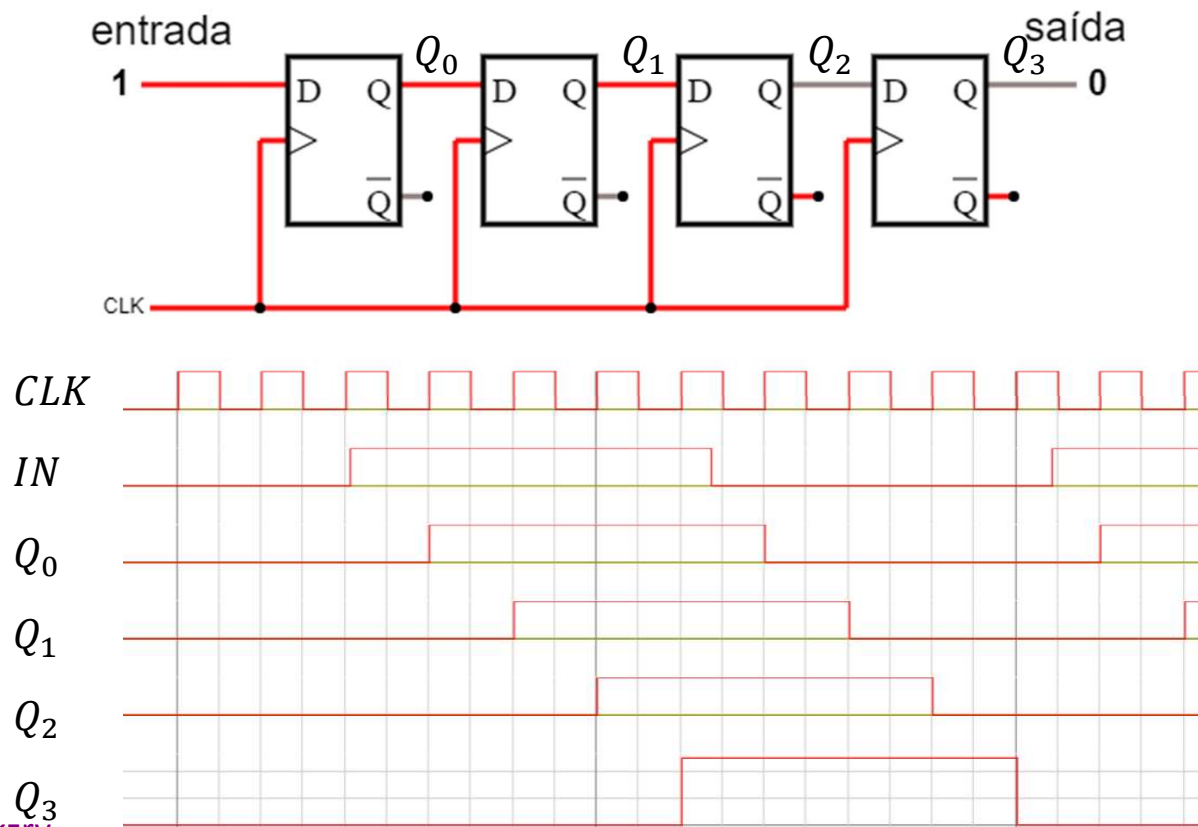 entrada saída
Q₀ Q₁ Q₂ Q₃
1 D Q D Q D Q D Q 0
Q̅ Q̅ Q̅ Q̅
CLK
CLK
IN
Q₀
Q₁
Q₂
Q₃